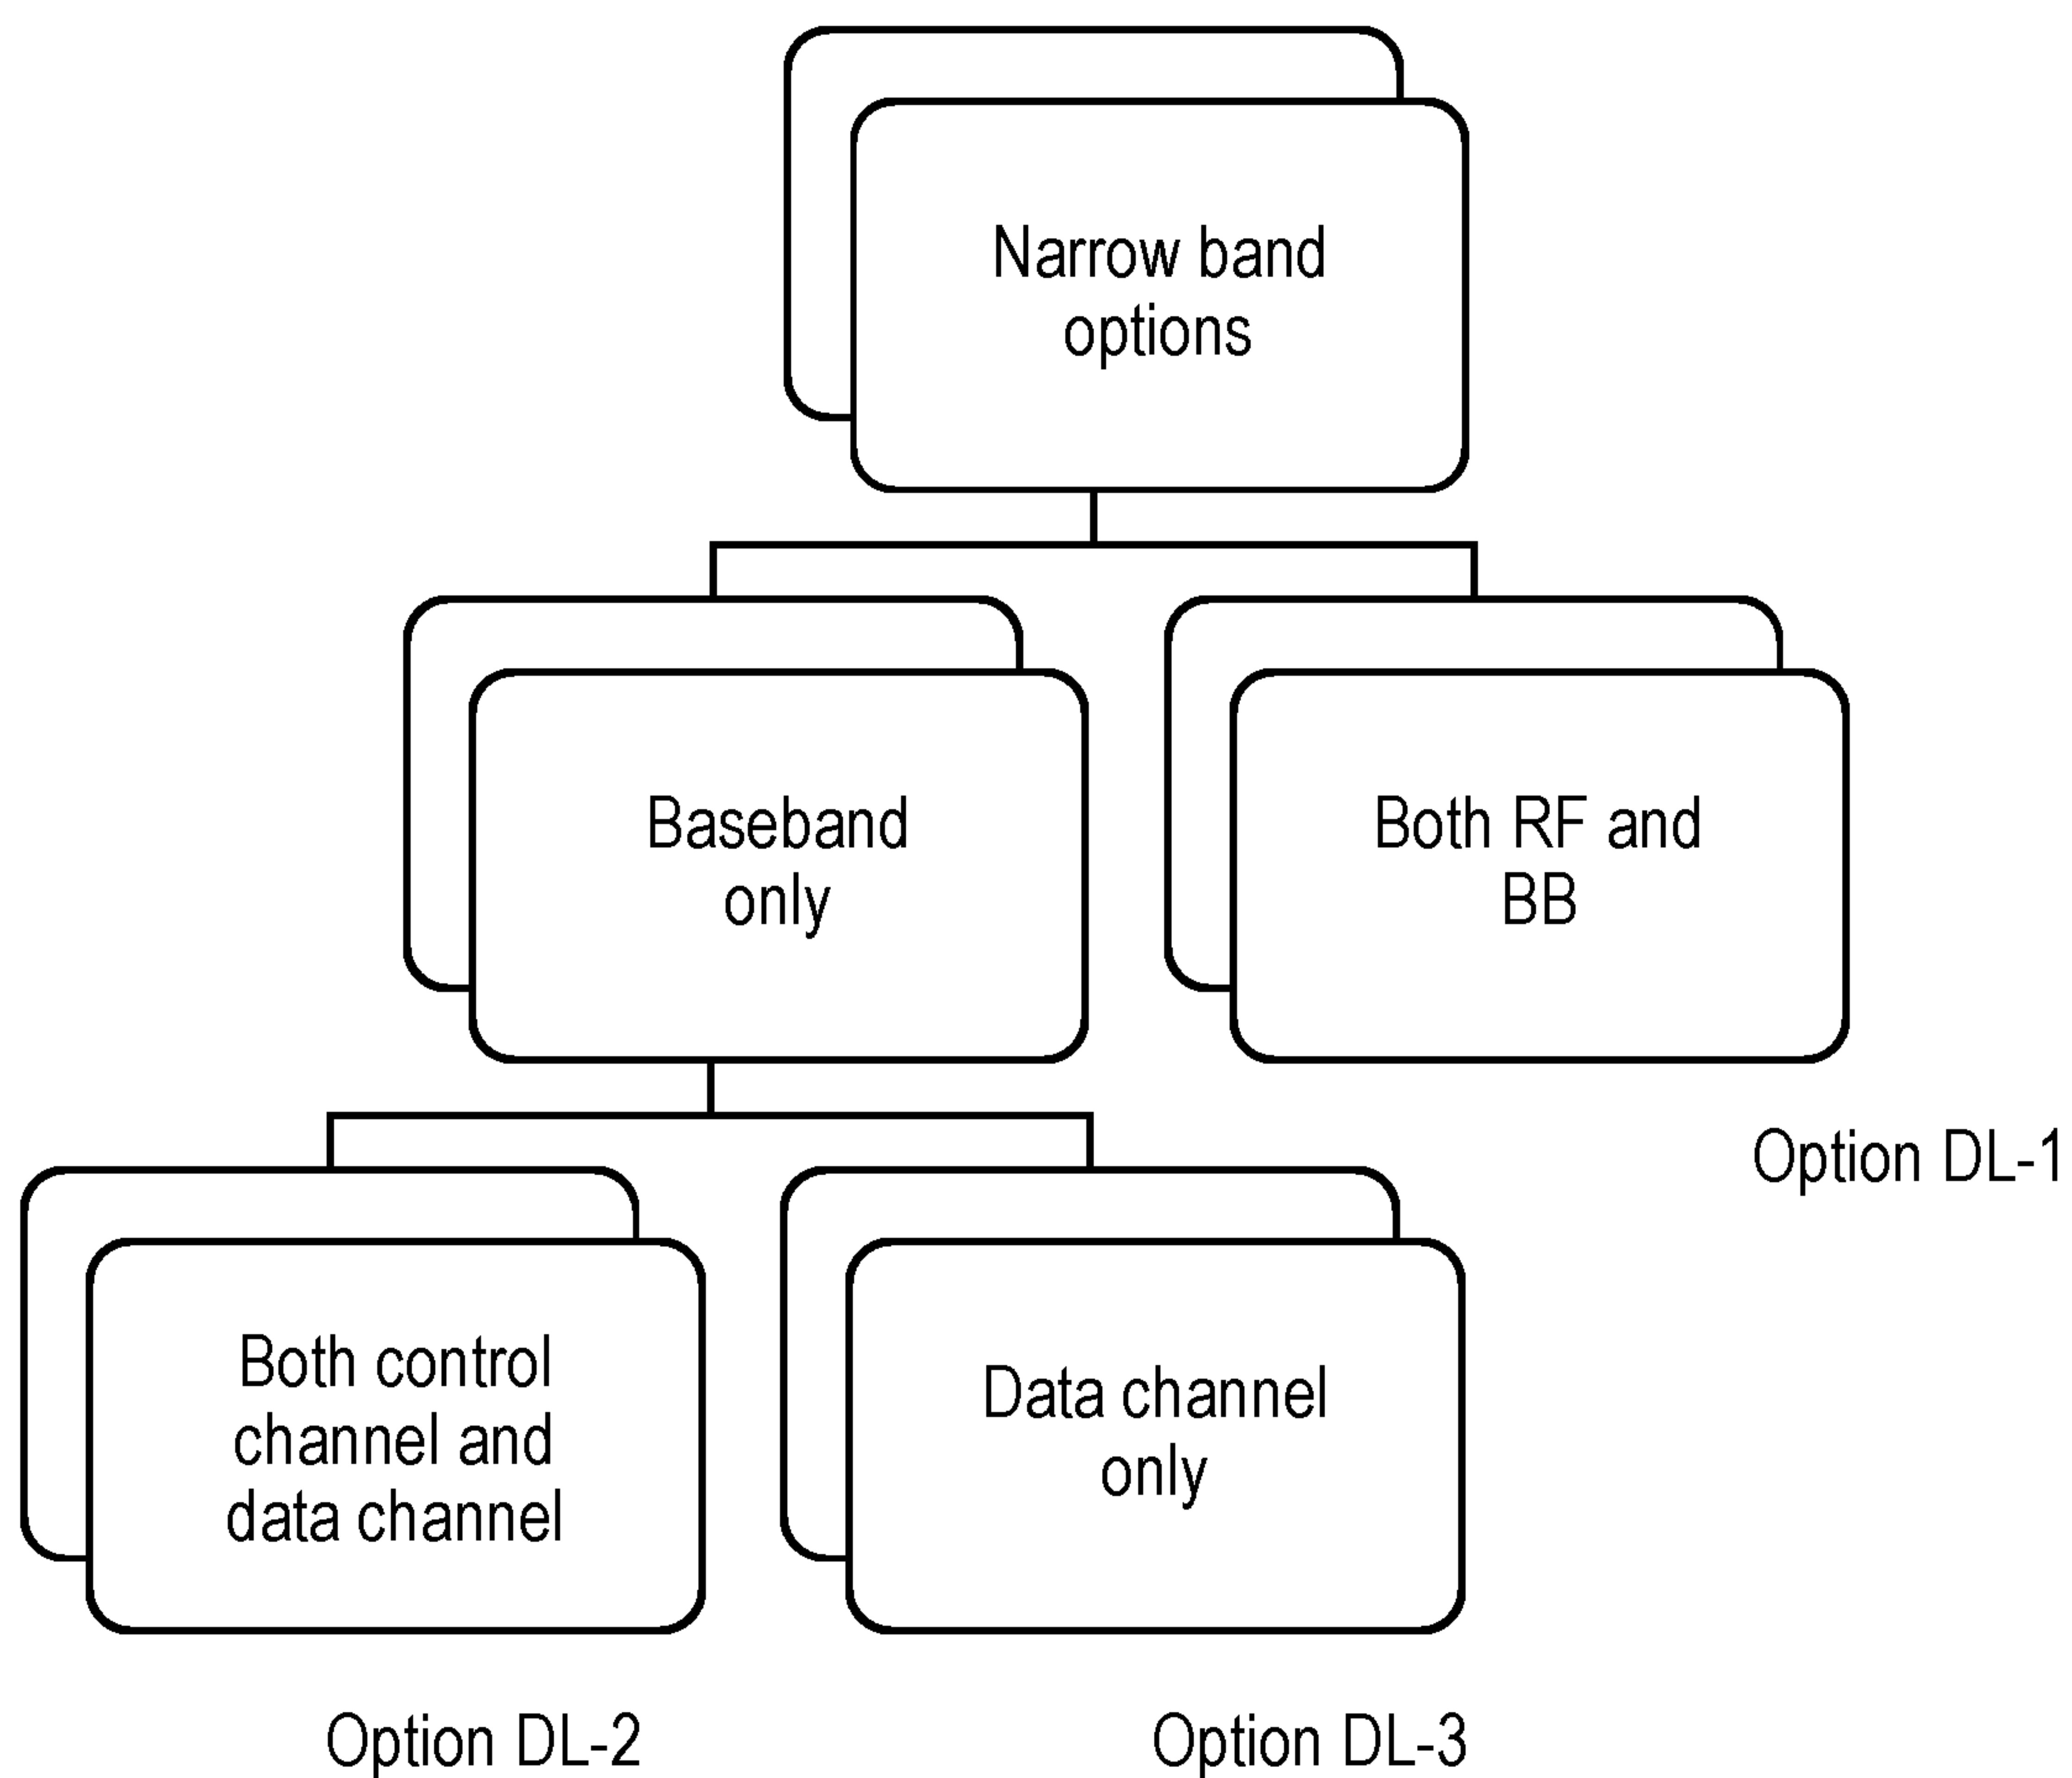 Narrow band
options
Baseband
only
Both RF and
BB
Option DL-1
Both control
channel and
data channel
Data channel
only
Option DL-2
Option DL-3